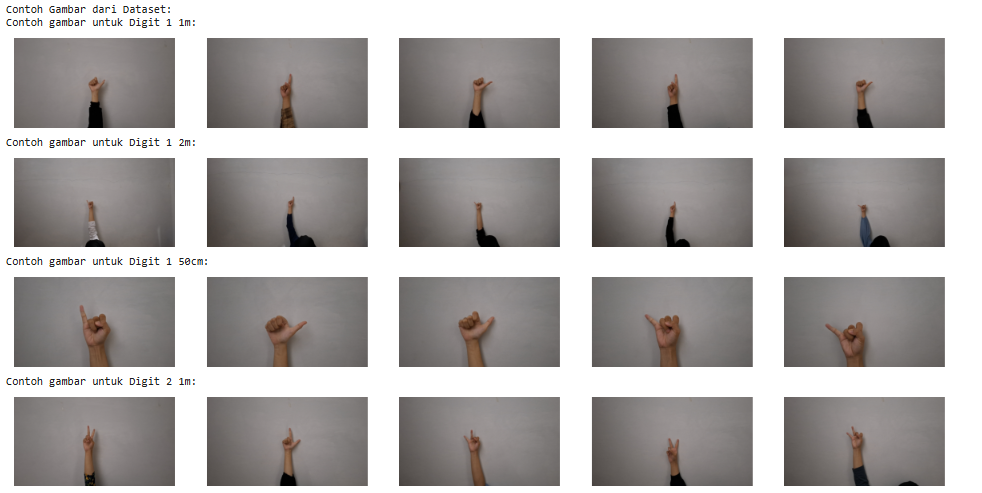 Contoh Gambar dari Dataset:
Contoh gambar untuk Digit 1 1m:
Contoh gambar untuk Digit 1 2m:
Contoh gambar untuk Digit 1 50cm:
Contoh gambar untuk Digit 2 1m: